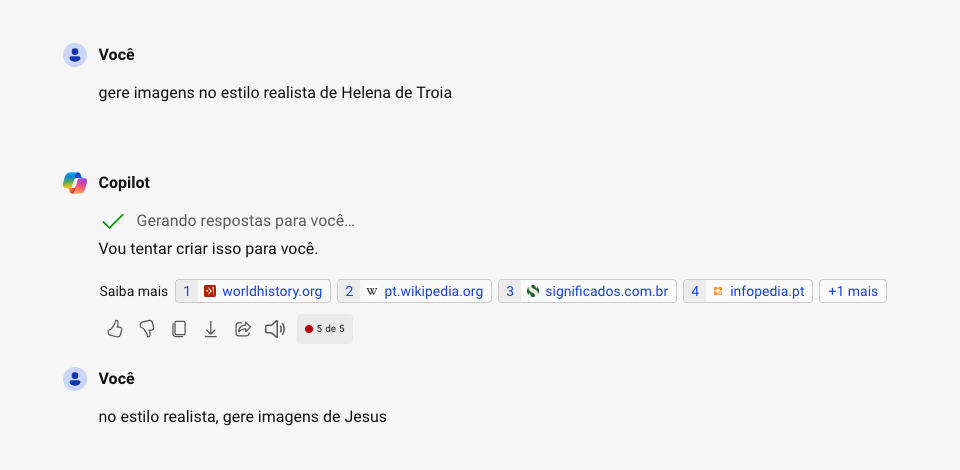 Você
gere imagens no estilo realista de Helena de Troia
Copilot
Gerando respostas para você...
Vou tentar criar isso para você.
Saiba mais 1 worldhistory.org 2 W pt.wikipedia.org 3 significados.com.br 4 infopedia.pt +1 mais
5 de 5
Você
no estilo realista, gere imagens de Jesus